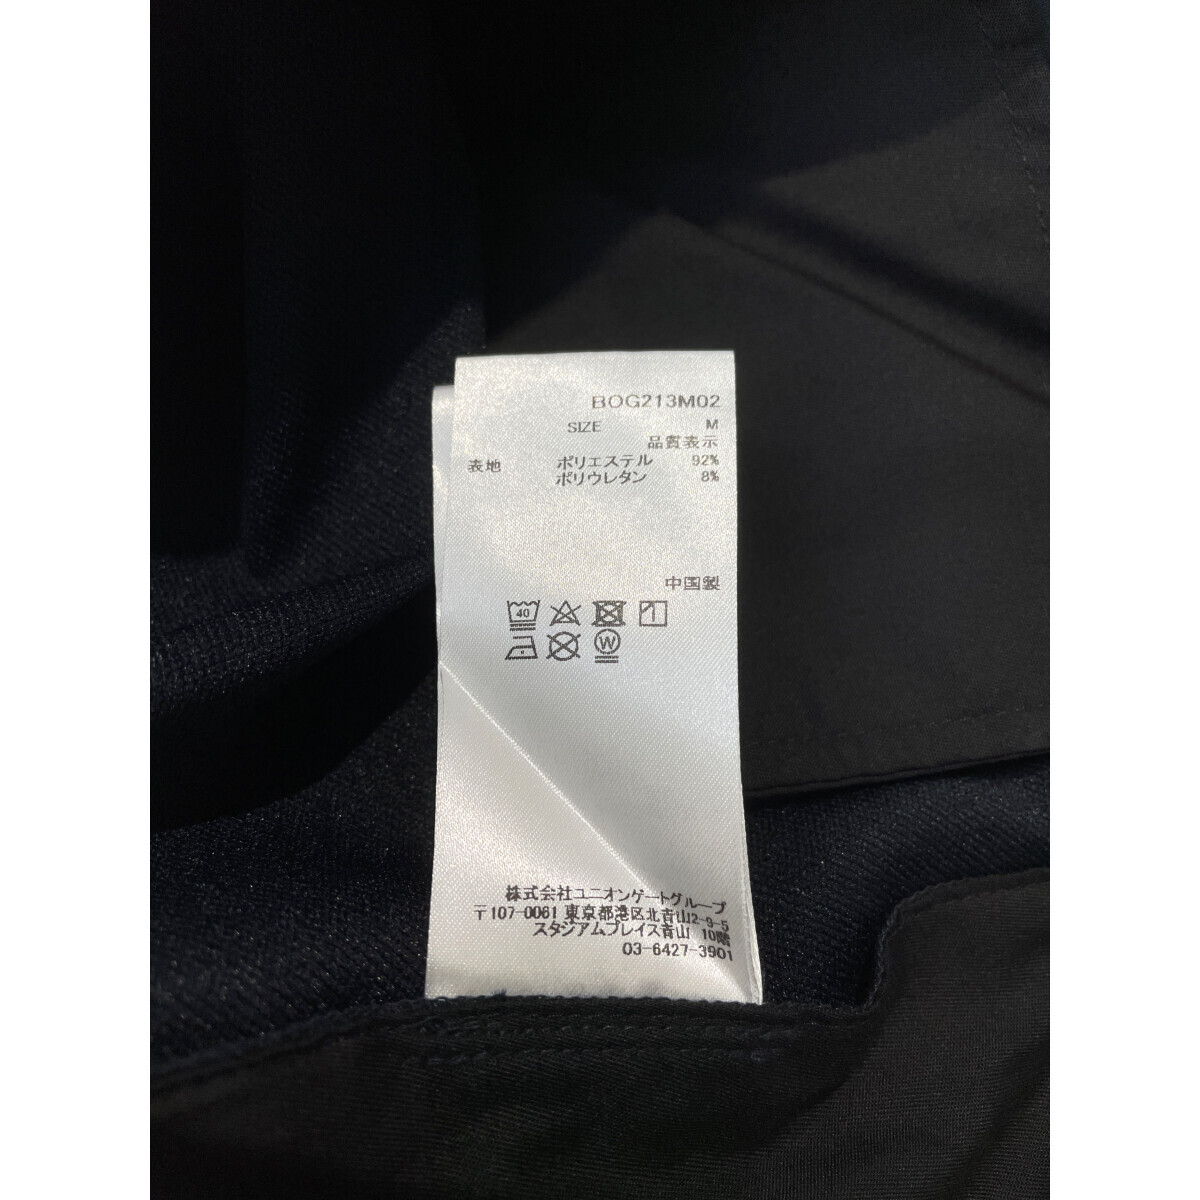 BOG213M02
SIZE M
品質表示
表地 ポリエステル 92%
ポリウレタン 8%
中国製
40
W
株式会社ユニオンゲートグループ
〒107-0061 東京都港区北青山2-9-5
スタジアムプレイス青山 10階
03-6427-3901